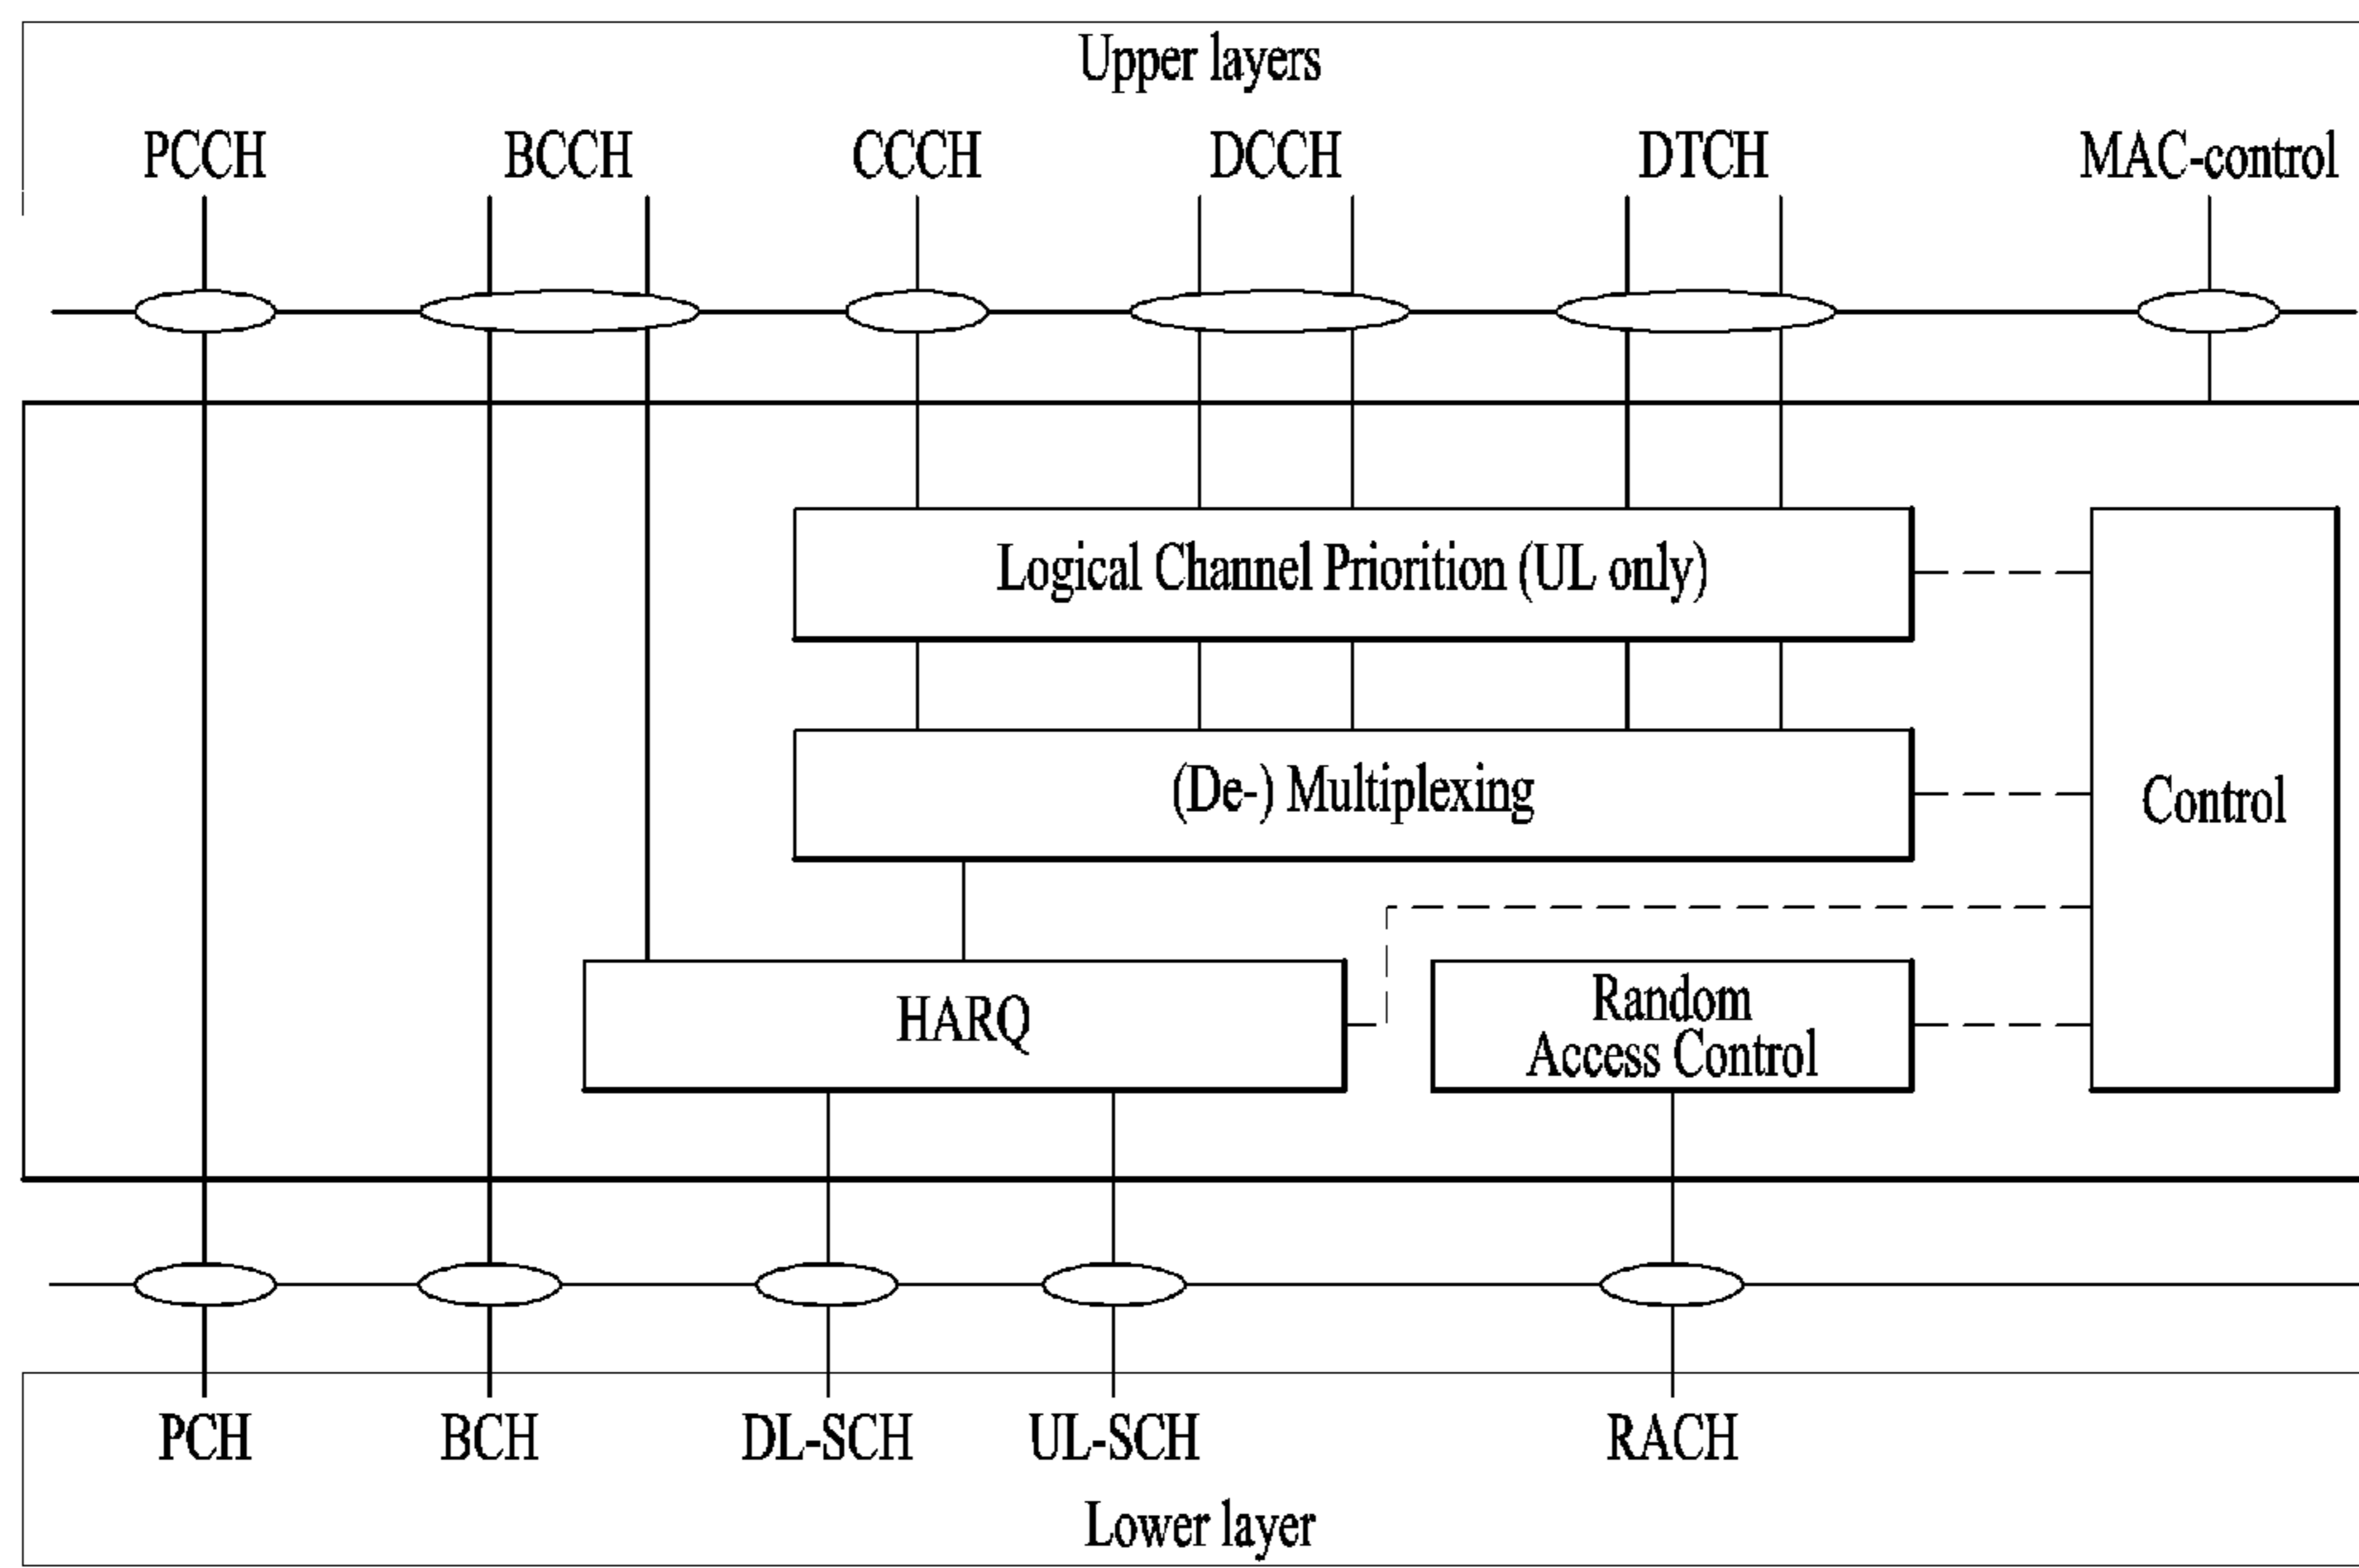 Upper layers
PCCH BCCH CCCH DCCH DTCH MAC-control
Logical Channel Priorition (UL only)
(De-) Multiplexing
Control
HARQ
Random
Access Control
PCH BCH DL-SCH UL-SCH RACH
Lower layer